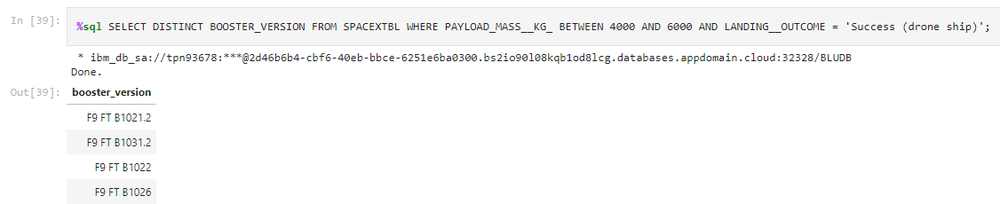 In [39]: %sql SELECT DISTINCT BOOSTER_VERSION FROM SPACEXTBL WHERE PAYLOAD_MASS__KG_ BETWEEN 4000 AND 6000 AND LANDING__OUTCOME = 'Success (drone ship)';
* ibm_db_sa://tpn93678:***@2d46b6b4-cbf6-40eb-bbce-6251e6ba0300.bs2io90l08kqb1od8lcg.databases.appdomain.cloud:32328/BLUDB
Done.
Out[39]: booster_version
F9 FT B1021.2
F9 FT B1031.2
F9 FT B1022
F9 FT B1026